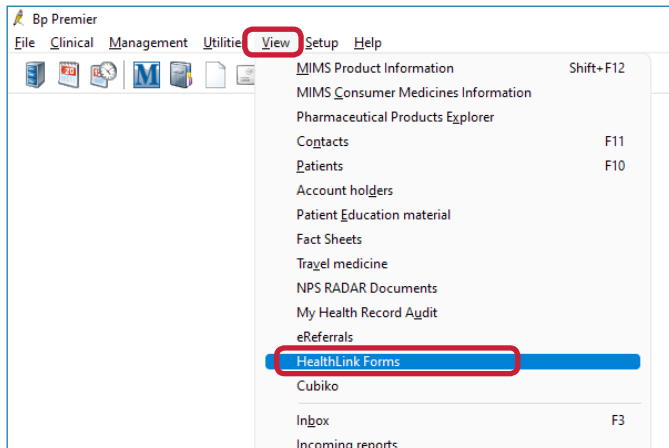 Bp Premier
File Clinical Management Utilitie View Setup Help
20
M
MIMS Product Information Shift+F12
MIMS Consumer Medicines Information
Pharmaceutical Products Explorer
Contacts F11
Patients F10
Account holders
Patient Education material
Fact Sheets
Travel medicine
NPS RADAR Documents
My Health Record Audit
eReferrals
HealthLink Forms
Cubiko
Inbox F3
Incoming reports